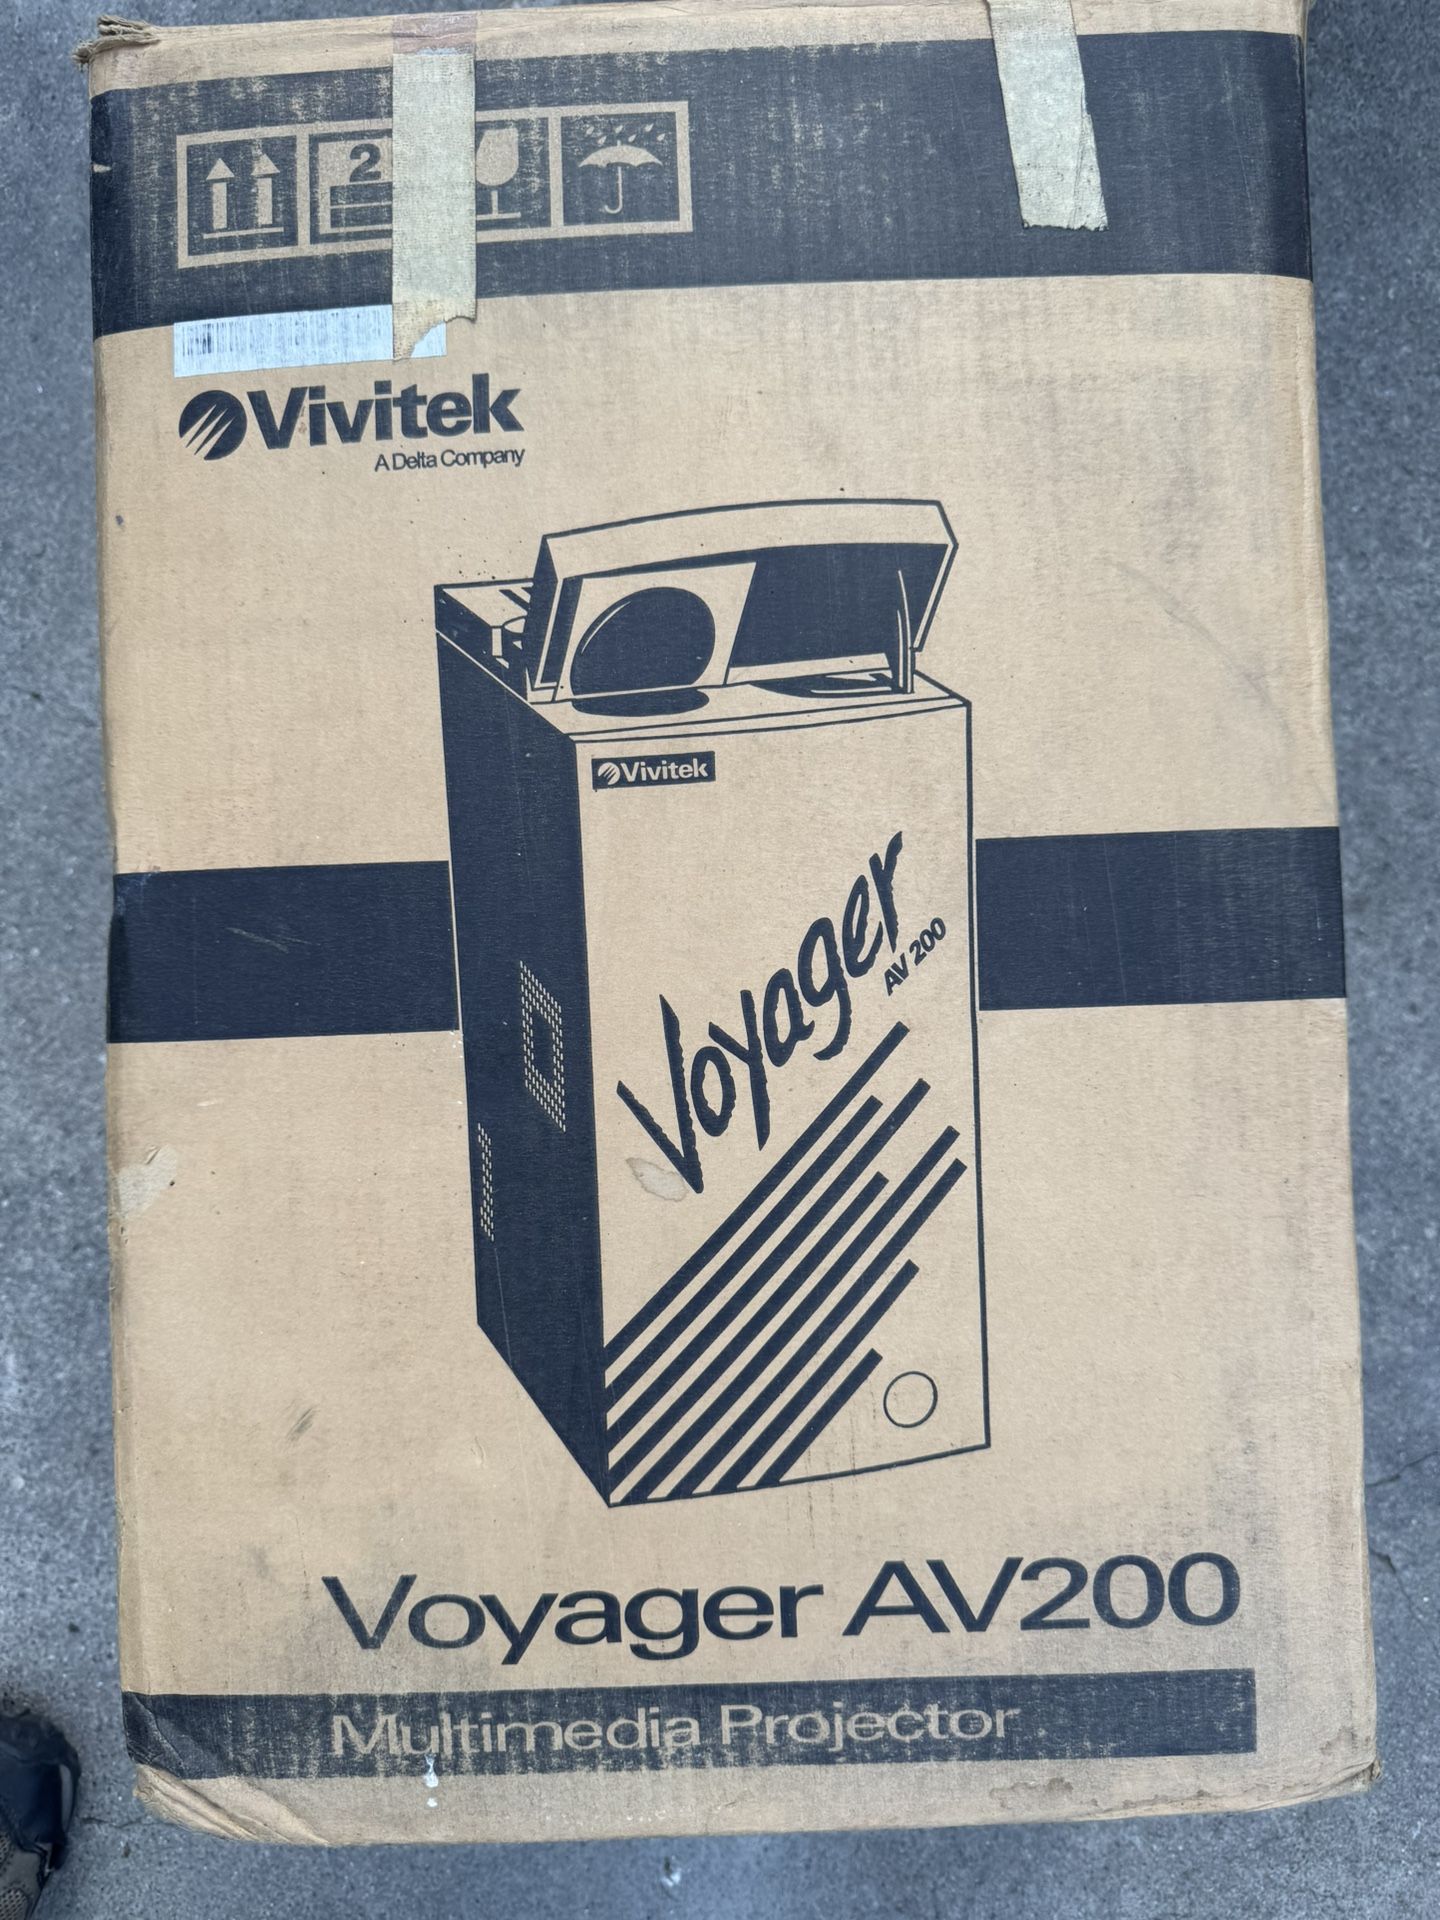 2
Vivitek
A Delta Company
Vivitek
Voyager
AV 200
Voyager AV200
Multimedia Projector